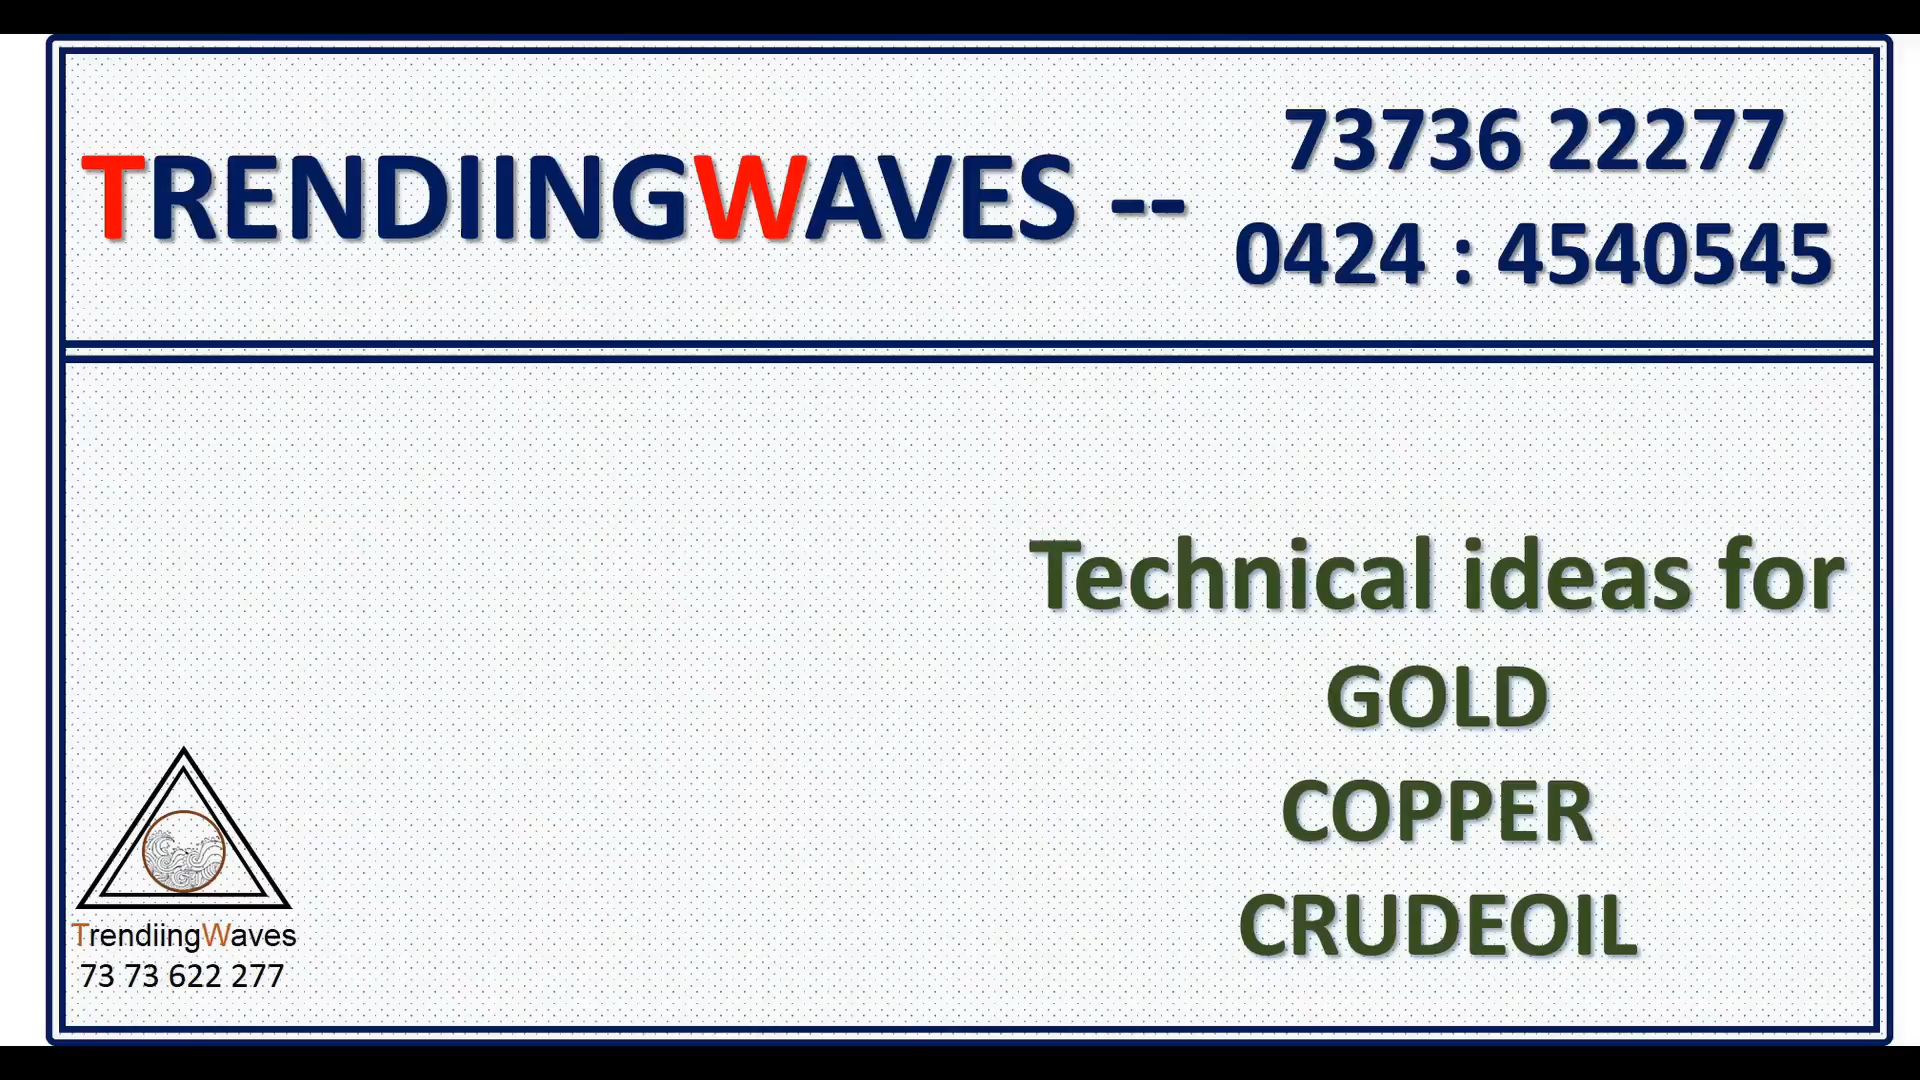 TRENDIINGWAVES --
73736 22277
0424 : 4540545
Technical ideas for
GOLD
COPPER
CRUDEOIL
TrendiingWaves
73 73 622 277